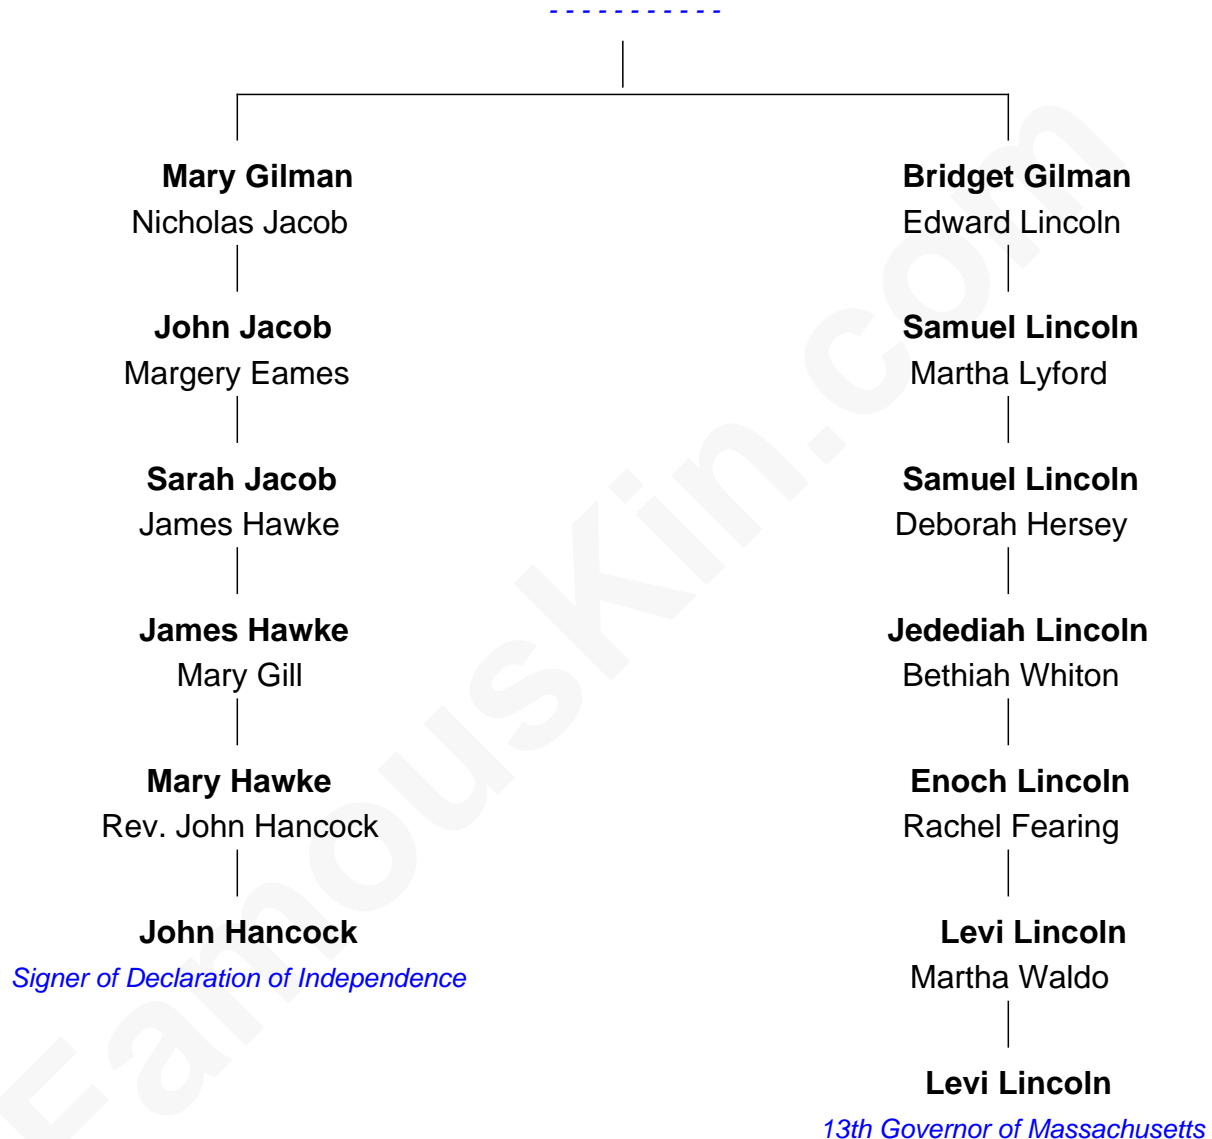 - - - - - - - - - - -
Mary Gilman
Nicholas Jacob
Bridget Gilman
Edward Lincoln
John Jacob
Margery Eames
Samuel Lincoln
Martha Lyford
Sarah Jacob
James Hawke
Samuel Lincoln
Deborah Hersey
James Hawke
Mary Gill
Jedediah Lincoln
Bethiah Whiton
Mary Hawke
Rev. John Hancock
Enoch Lincoln
Rachel Fearing
John Hancock
Signer of Declaration of Independence
Levi Lincoln
Martha Waldo
Levi Lincoln
13th Governor of Massachusetts
FamousKin.com